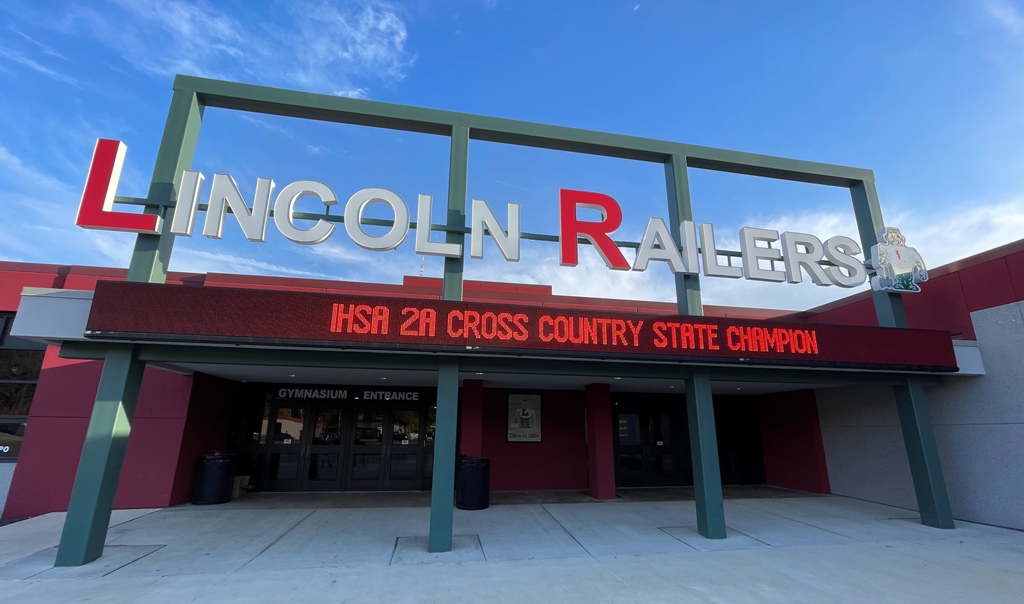 LINCOLN RAILERS
IHSA 2A CROSS COUNTRY STATE CHAMPION
GYMNASIUM ENTRANCE
L